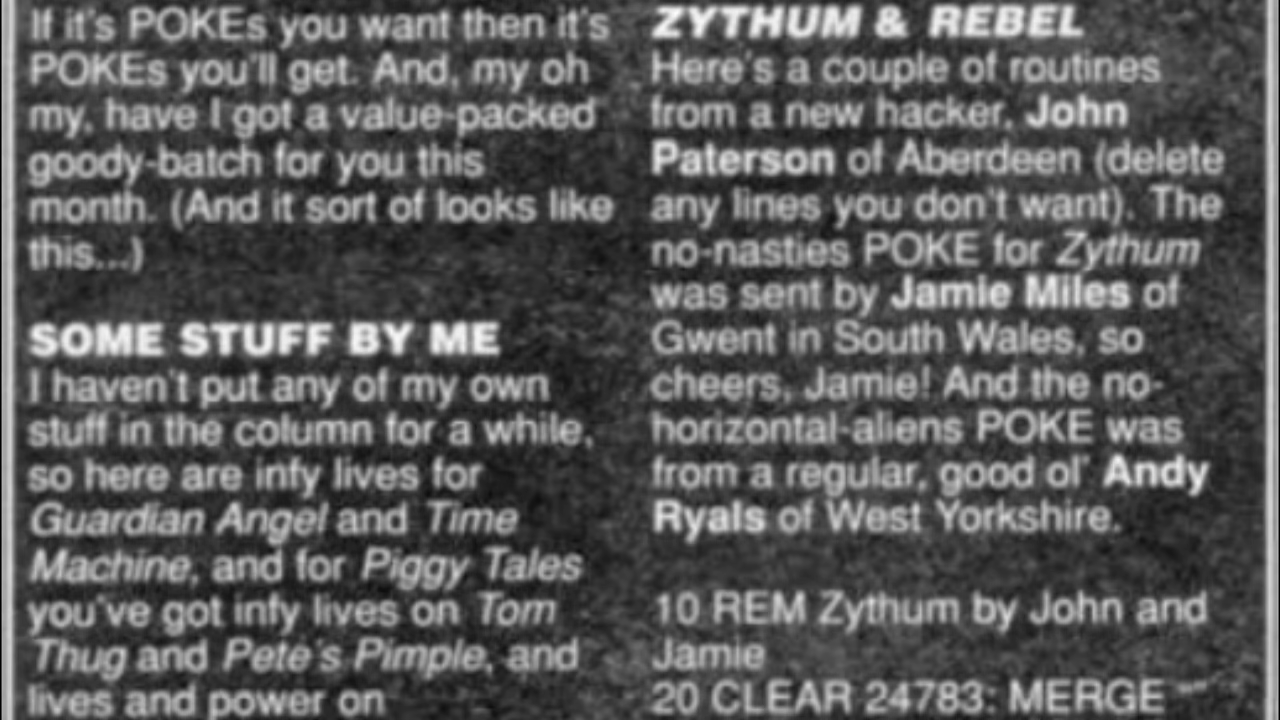 If it's POKEs you want then it's
POKEs you'll get. And, my oh
my, have I got a value-packed
goody-batch for you this
month. (And it sort of looks like
this...)
SOME STUFF BY ME
I haven't put any of my own
stuff in the column for a while,
so here are infy lives for
Guardian Angel and Time
Machine, and for Piggy Tales
you've got infy lives on Tom
Thug and Pete's Pimple, and
lives and power on
ZYTHUM & REBEL
Here's a couple of routines
from a new hacker, John
Paterson of Aberdeen (delete
any lines you don't want). The
no-nasties POKE for Zythum
was sent by Jamie Miles of
Gwent in South Wales, so
cheers, Jamie! And the no-
horizontal-aliens POKE was
from a regular, good ol' Andy
Ryals of West Yorkshire.
10 REM Zythum by John and
Jamie
20 CLEAR 24783: MERGE ""